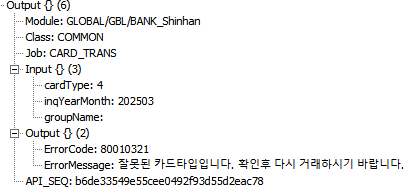 Output {} (6)
Module: GLOBAL/GBL/BANK_Shinhan
Class: COMMON
Job: CARD_TRANS
Input {} (3)
cardType: 4
inqYearMonth: 202503
groupName:
Output {} (2)
ErrorCode: 80010321
ErrorMessage: 잘못된 카드타입입니다. 확인후 다시 거래하시기 바랍니다.
API_SEQ: b6de33549e55cee0492f93d55d2eac78